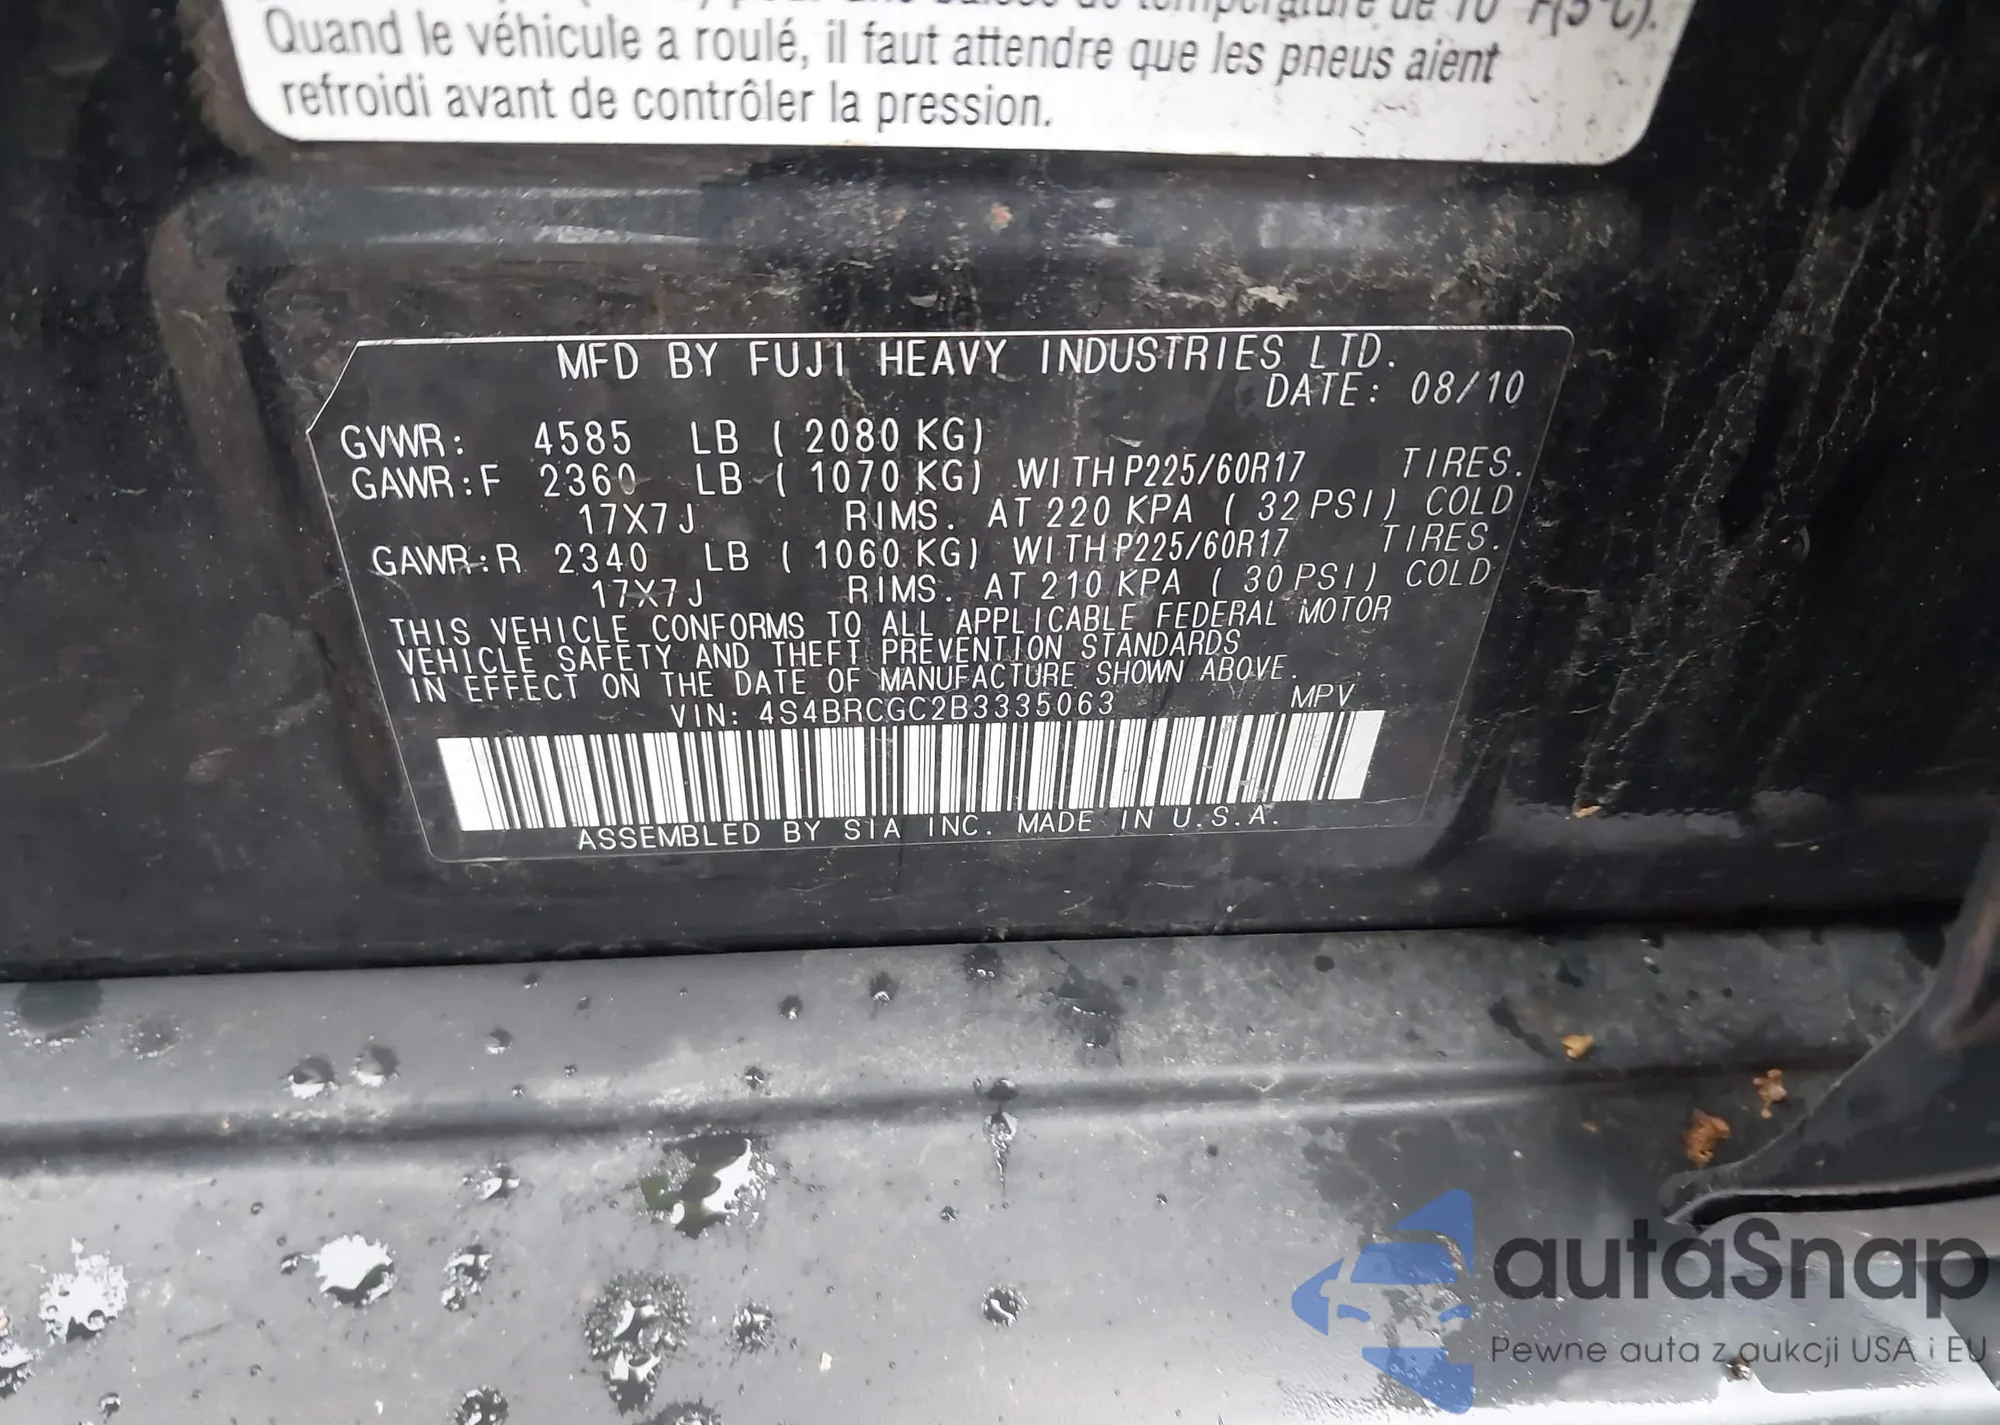 de température de 10°F(5°C).
Quand le véhicule a roulé, il faut attendre que les pneus aient
refroidi avant de contrôler la pression.
MFD BY FUJI HEAVY INDUSTRIES LTD.
DATE: 08/10
GVWR: 4585 LB ( 2080 KG)
GAWR:F 2360 LB ( 1070 KG) WITH P225/60R17 TIRES.
17X7J RIMS. AT 220 KPA ( 32 PSI) COLD
GAWR:R 2340 LB ( 1060 KG) WITH P225/60R17 TIRES.
17X7J RIMS. AT 210 KPA ( 30 PSI) COLD
THIS VEHICLE CONFORMS TO ALL APPLICABLE FEDERAL MOTOR
VEHICLE SAFETY AND THEFT PREVENTION STANDARDS
IN EFFECT ON THE DATE OF MANUFACTURE SHOWN ABOVE.
VIN: 4S4BRCGC2B3335063 MPV
ASSEMBLED BY SIA INC. MADE IN U.S.A.
autaSnap
Pewne auta z aukcji USA i EU